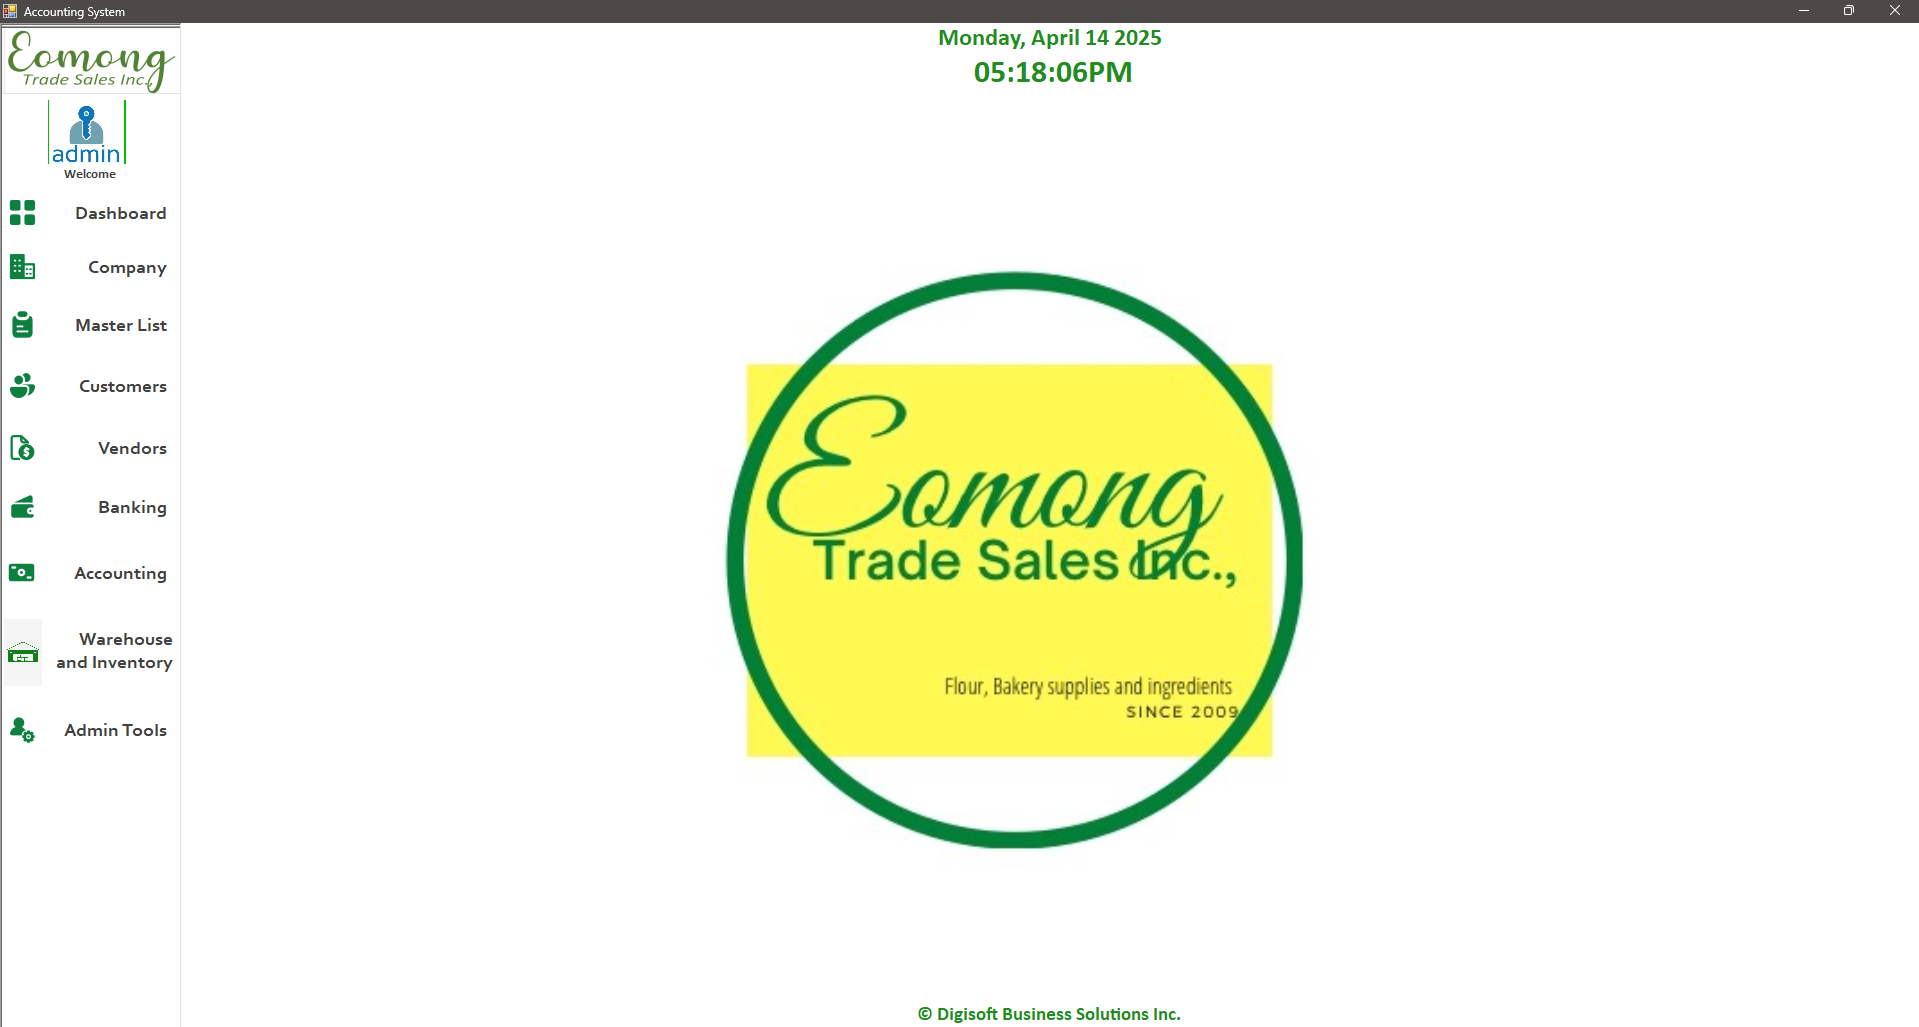 Accounting System
Eomong
Trade Sales Inc.,
admin
Welcome
Dashboard
Company
Master List
Customers
Vendors
Banking
Accounting
Warehouse
and Inventory
Admin Tools
Monday, April 14 2025
05:18:06PM
Eomong
Trade Sales Inc.,
Flour, Bakery supplies and ingredients
SINCE 2009
© Digisoft Business Solutions Inc.